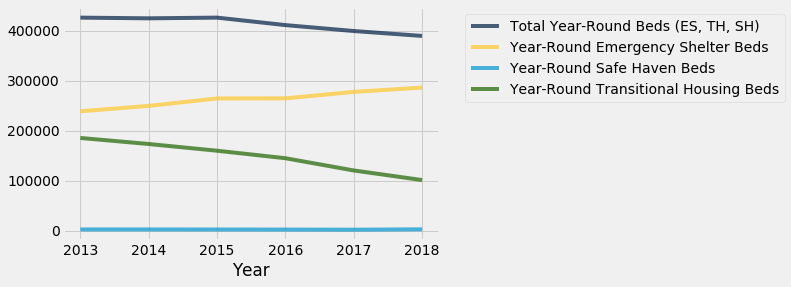 400000
300000
200000
100000
0
2013 2014 2015 2016 2017 2018
Year
Total Year-Round Beds (ES, TH, SH)
Year-Round Emergency Shelter Beds
Year-Round Safe Haven Beds
Year-Round Transitional Housing Beds